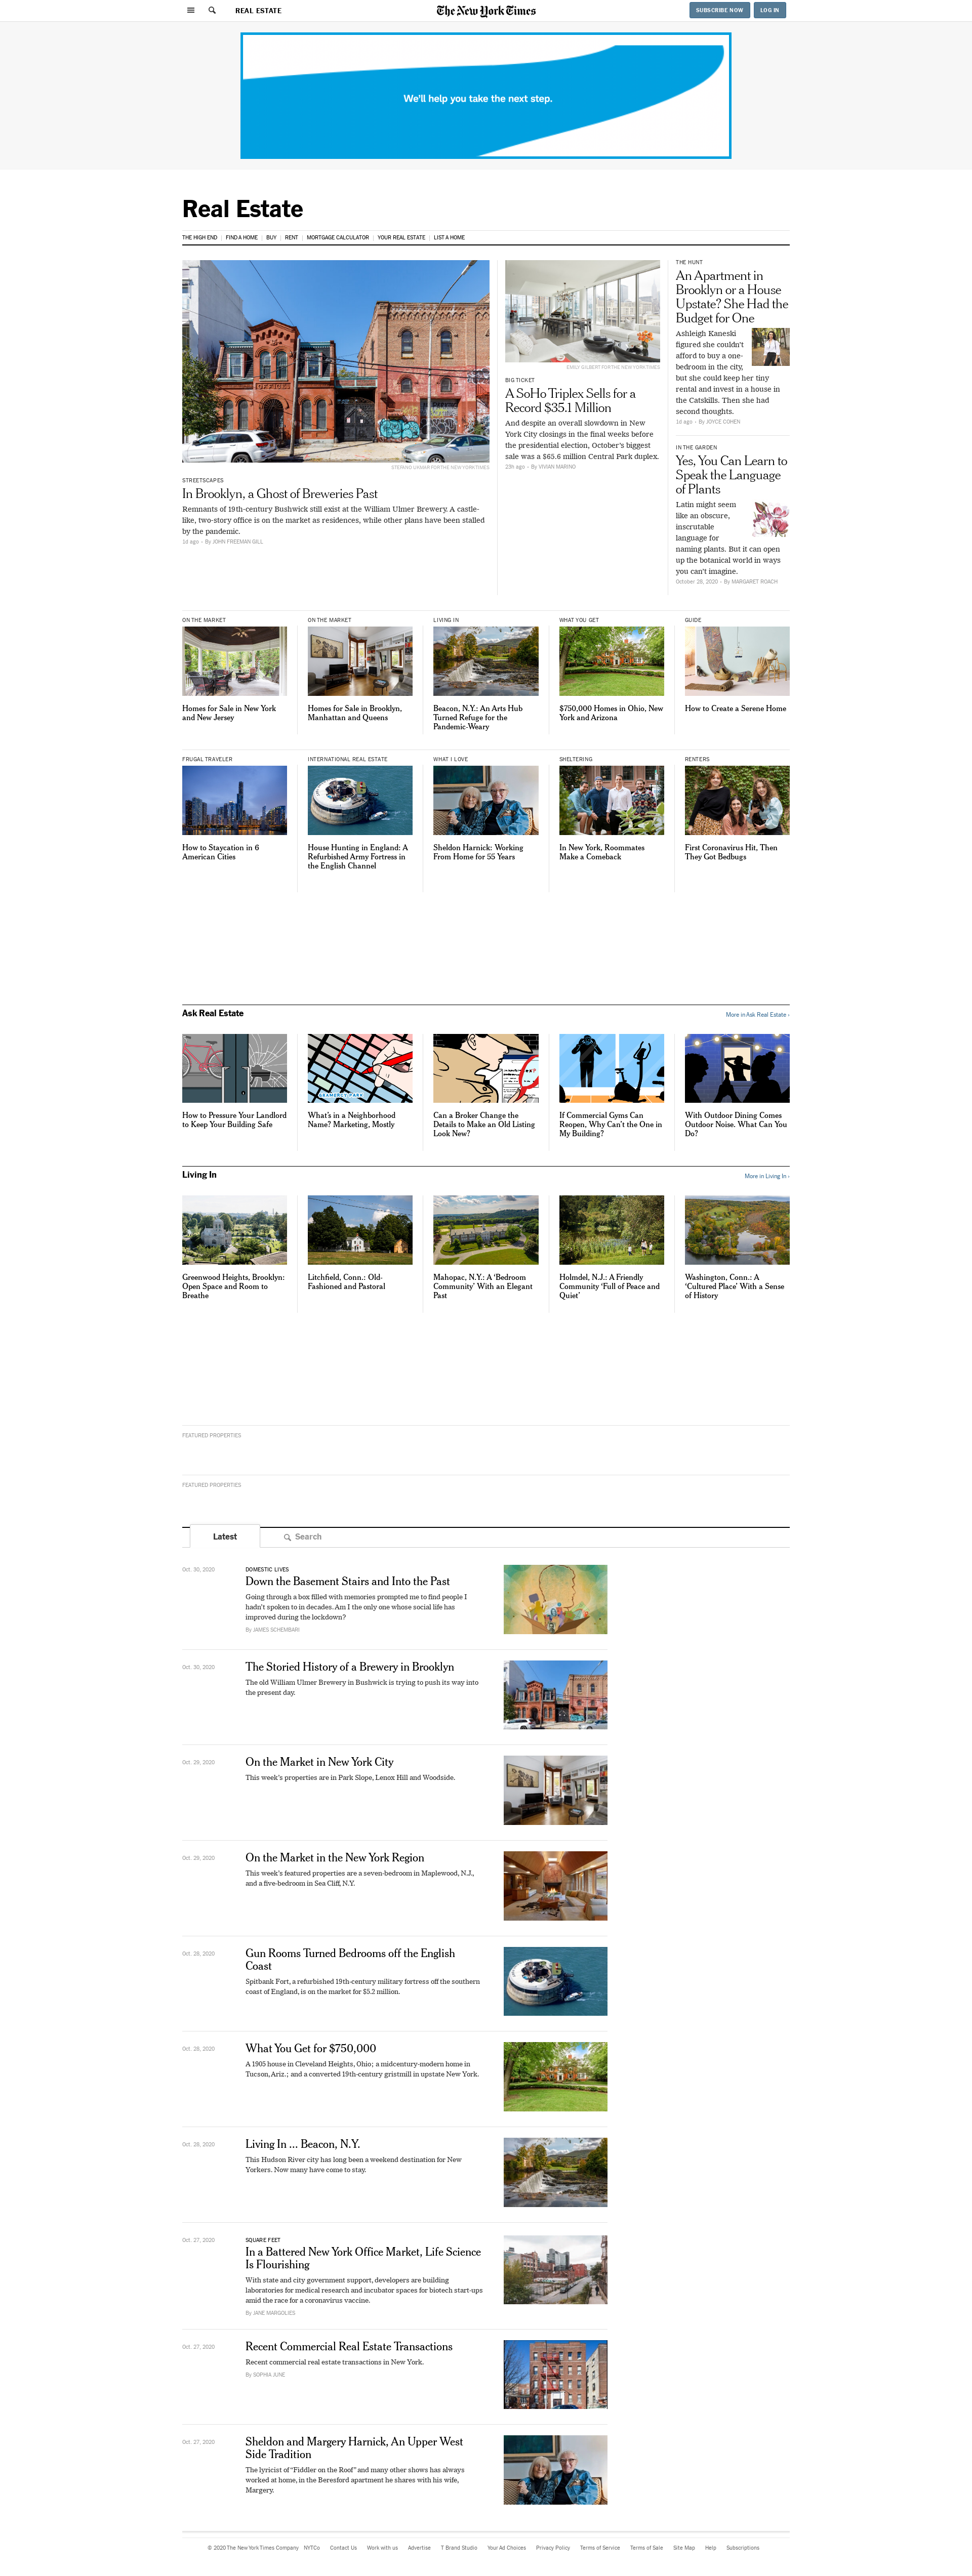 REAL ESTATE
The New York Times
SUBSCRIBE NOW
LOG IN
We'll help you take the next step.
Real Estate
THE HIGH END
FIND A HOME
BUY
RENT
MORTGAGE CALCULATOR
YOUR REAL ESTATE
LIST A HOME
STEFANO UKMAR FOR THE NEW YORK TIMES
STREETSCAPES
In Brooklyn, a Ghost of Breweries Past
Remnants of 19th-century Bushwick still exist at the William Ulmer Brewery. A castle-
like, two-story office is on the market as residences, while other plans have been stalled
by the pandemic.
1d ago – By JOHN FREEMAN GILL
EMILY GILBERT FOR THE NEW YORK TIMES
BIG TICKET
A SoHo Triplex Sells for a
Record $35.1 Million
And despite an overall slowdown in New
York City closings in the final weeks before
the presidential election, October's biggest
sale was a $65.6 million Central Park duplex.
23h ago – By VIVIAN MARINO
THE HUNT
An Apartment in
Brooklyn or a House
Upstate? She Had the
Budget for One
Ashleigh Kaneski
figured she couldn't
afford to buy a one-
bedroom in the city,
but she could keep her tiny
rental and invest in a house in
the Catskills. Then she had
second thoughts.
1d ago – By JOYCE COHEN
IN THE GARDEN
Yes, You Can Learn to
Speak the Language
of Plants
Latin might seem
like an obscure,
inscrutable
language for
naming plants. But it can open
up the botanical world in ways
you can't imagine.
October 28, 2020 – By MARGARET ROACH
ON THE MARKET
Homes for Sale in New York
and New Jersey
ON THE MARKET
Homes for Sale in Brooklyn,
Manhattan and Queens
LIVING IN
Beacon, N.Y.: An Arts Hub
Turned Refuge for the
Pandemic-Weary
WHAT YOU GET
$750,000 Homes in Ohio, New
York and Arizona
GUIDE
How to Create a Serene Home
FRUGAL TRAVELER
How to Staycation in 6
American Cities
INTERNATIONAL REAL ESTATE
House Hunting in England: A
Refurbished Army Fortress in
the English Channel
WHAT I LOVE
Sheldon Harnick: Working
From Home for 55 Years
SHELTERING
In New York, Roommates
Make a Comeback
RENTERS
First Coronavirus Hit, Then
They Got Bedbugs
Ask Real Estate
More in Ask Real Estate ›
How to Pressure Your Landlord
to Keep Your Building Safe
GRAMERCY PARK
What's in a Neighborhood
Name? Marketing, Mostly
Can a Broker Change the
Details to Make an Old Listing
Look New?
If Commercial Gyms Can
Reopen, Why Can't the One in
My Building?
With Outdoor Dining Comes
Outdoor Noise. What Can You
Do?
Living In
More in Living In ›
Greenwood Heights, Brooklyn:
Open Space and Room to
Breathe
Litchfield, Conn.: Old-
Fashioned and Pastoral
Mahopac, N.Y.: A 'Bedroom
Community' With an Elegant
Past
Holmdel, N.J.: A Friendly
Community 'Full of Peace and
Quiet'
Washington, Conn.: A
'Cultured Place' With a Sense
of History
FEATURED PROPERTIES
FEATURED PROPERTIES
Latest
Search
Oct. 30, 2020
DOMESTIC LIVES
Down the Basement Stairs and Into the Past
Going through a box filled with memories prompted me to find people I
hadn't spoken to in decades. Am I the only one whose social life has
improved during the lockdown?
By JAMES SCHEMBARI
Oct. 30, 2020
The Storied History of a Brewery in Brooklyn
The old William Ulmer Brewery in Bushwick is trying to push its way into
the present day.
Oct. 29, 2020
On the Market in New York City
This week's properties are in Park Slope, Lenox Hill and Woodside.
Oct. 29, 2020
On the Market in the New York Region
This week's featured properties are a seven-bedroom in Maplewood, N.J.,
and a five-bedroom in Sea Cliff, N.Y.
Oct. 28, 2020
Gun Rooms Turned Bedrooms off the English
Coast
Spitbank Fort, a refurbished 19th-century military fortress off the southern
coast of England, is on the market for $5.2 million.
Oct. 28, 2020
What You Get for $750,000
A 1905 house in Cleveland Heights, Ohio; a midcentury-modern home in
Tucson, Ariz.; and a converted 19th-century gristmill in upstate New York.
Oct. 28, 2020
Living In ... Beacon, N.Y.
This Hudson River city has long been a weekend destination for New
Yorkers. Now many have come to stay.
Oct. 27, 2020
SQUARE FEET
In a Battered New York Office Market, Life Science
Is Flourishing
With state and city government support, developers are building
laboratories for medical research and incubator spaces for biotech start-ups
amid the race for a coronavirus vaccine.
By JANE MARGOLIES
Oct. 27, 2020
Recent Commercial Real Estate Transactions
Recent commercial real estate transactions in New York.
By SOPHIA JUNE
Oct. 27, 2020
Sheldon and Margery Harnick, An Upper West
Side Tradition
The lyricist of "Fiddler on the Roof" and many other shows has always
worked at home, in the Beresford apartment he shares with his wife,
Margery.
© 2020 The New York Times Company
NYTCo
Contact Us
Work with us
Advertise
T Brand Studio
Your Ad Choices
Privacy Policy
Terms of Service
Terms of Sale
Site Map
Help
Subscriptions